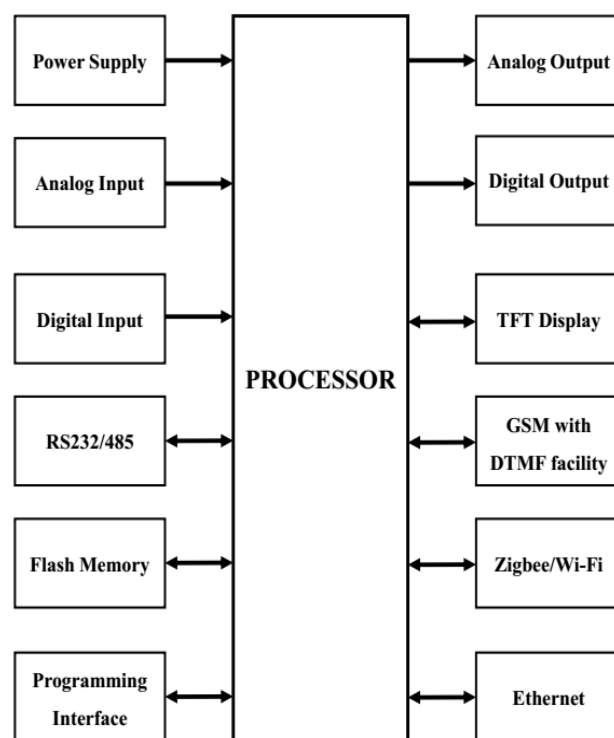 Power Supply
Analog Input
Digital Input
RS232/485
Flash Memory
Programming
Interface
PROCESSOR
Analog Output
Digital Output
TFT Display
GSM with
DTMF facility
Zigbee/Wi-Fi
Ethernet